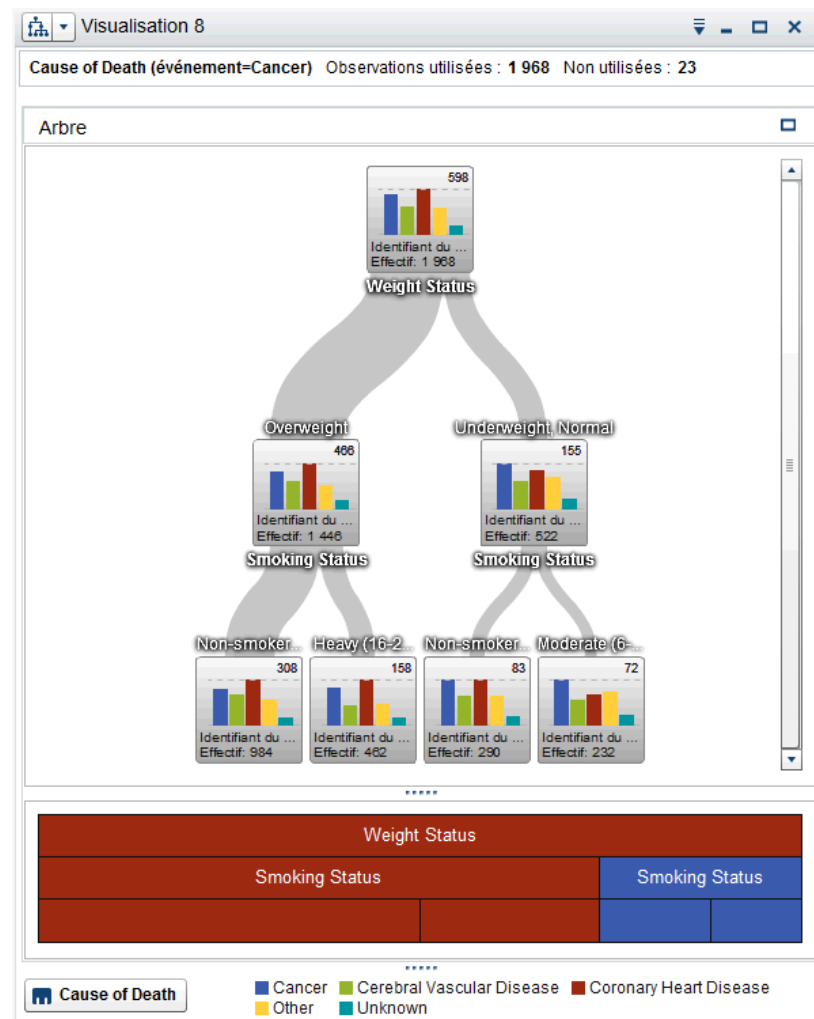 Visualisation 8
Cause of Death (événement=Cancer) Observations utilisées : 1 968 Non utilisées : 23
Arbre
598
Identifiant du ...
Effectif: 1 968
Weight Status
Overweight
Underweight, Normal
466
155
Identifiant du ...
Identifiant du ...
Effectif: 1 446
Effectif: 522
Smoking Status
Smoking Status
Non-smoker...
Heavy (16-2...
Non-smoker...
Moderate (6-...
308
158
83
72
Identifiant du ...
Identifiant du ...
Identifiant du ...
Identifiant du ...
Effectif: 984
Effectif: 462
Effectif: 290
Effectif: 232
Weight Status
Smoking Status
Smoking Status
Cause of Death
Cancer
Cerebral Vascular Disease
Coronary Heart Disease
Other
Unknown